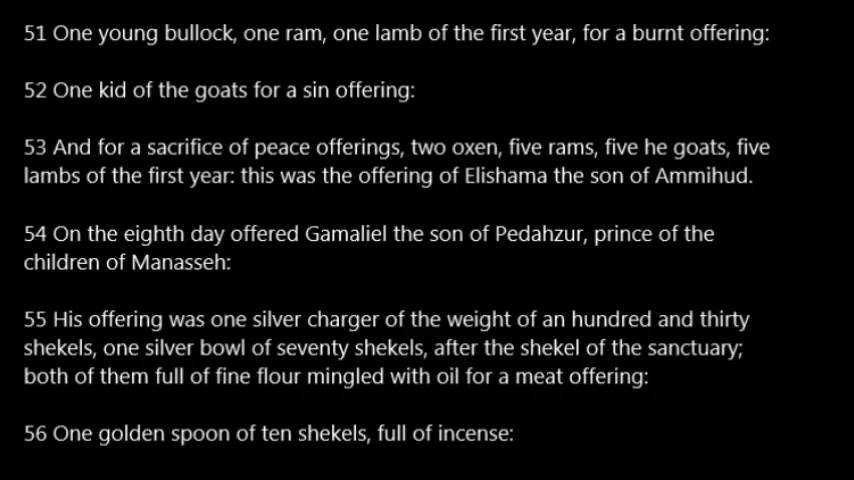 51 One young bullock, one ram, one lamb of the first year, for a burnt offering:
52 One kid of the goats for a sin offering:
53 And for a sacrifice of peace offerings, two oxen, five rams, five he goats, five
lambs of the first year: this was the offering of Elishama the son of Ammihud.
54 On the eighth day offered Gamaliel the son of Pedahzur, prince of the
children of Manasseh:
55 His offering was one silver charger of the weight of an hundred and thirty
shekels, one silver bowl of seventy shekels, after the shekel of the sanctuary;
both of them full of fine flour mingled with oil for a meat offering:
56 One golden spoon of ten shekels, full of incense: